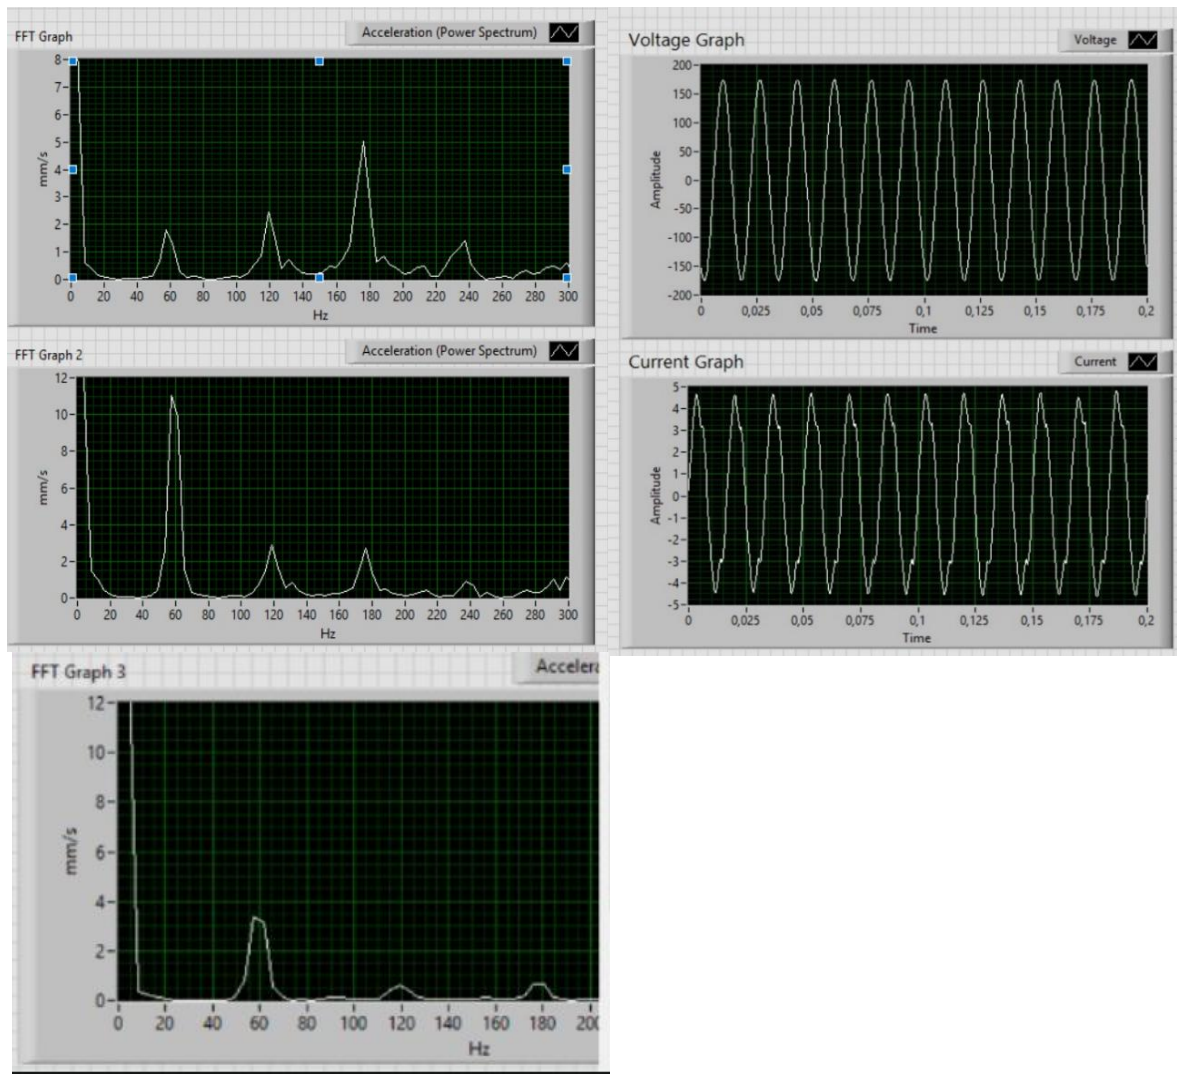 FFT Graph
Acceleration (Power Spectrum)
8
7
6
5
4
3
2
1
0
mm/s
0 20 40 60 80 100 120 140 160 180 200 220 240 260 280 300
Hz
Voltage Graph
Voltage
200
150
100
50
0
-50
-100
-150
-200
Amplitude
0 0,025 0,05 0,075 0,1 0,125 0,15 0,175 0,2
Time
FFT Graph 2
Acceleration (Power Spectrum)
12
10
8
6
4
2
0
mm/s
0 20 40 60 80 100 120 140 160 180 200 220 240 260 280 300
Hz
Current Graph
Current
5
4
3
2
1
0
-1
-2
-3
-4
-5
Amplitude
0 0,025 0,05 0,075 0,1 0,125 0,15 0,175 0,2
Time
FFT Graph 3
Accelera
12
10
8
6
4
2
0
mm/s
0 20 40 60 80 100 120 140 160 180 200
Hz